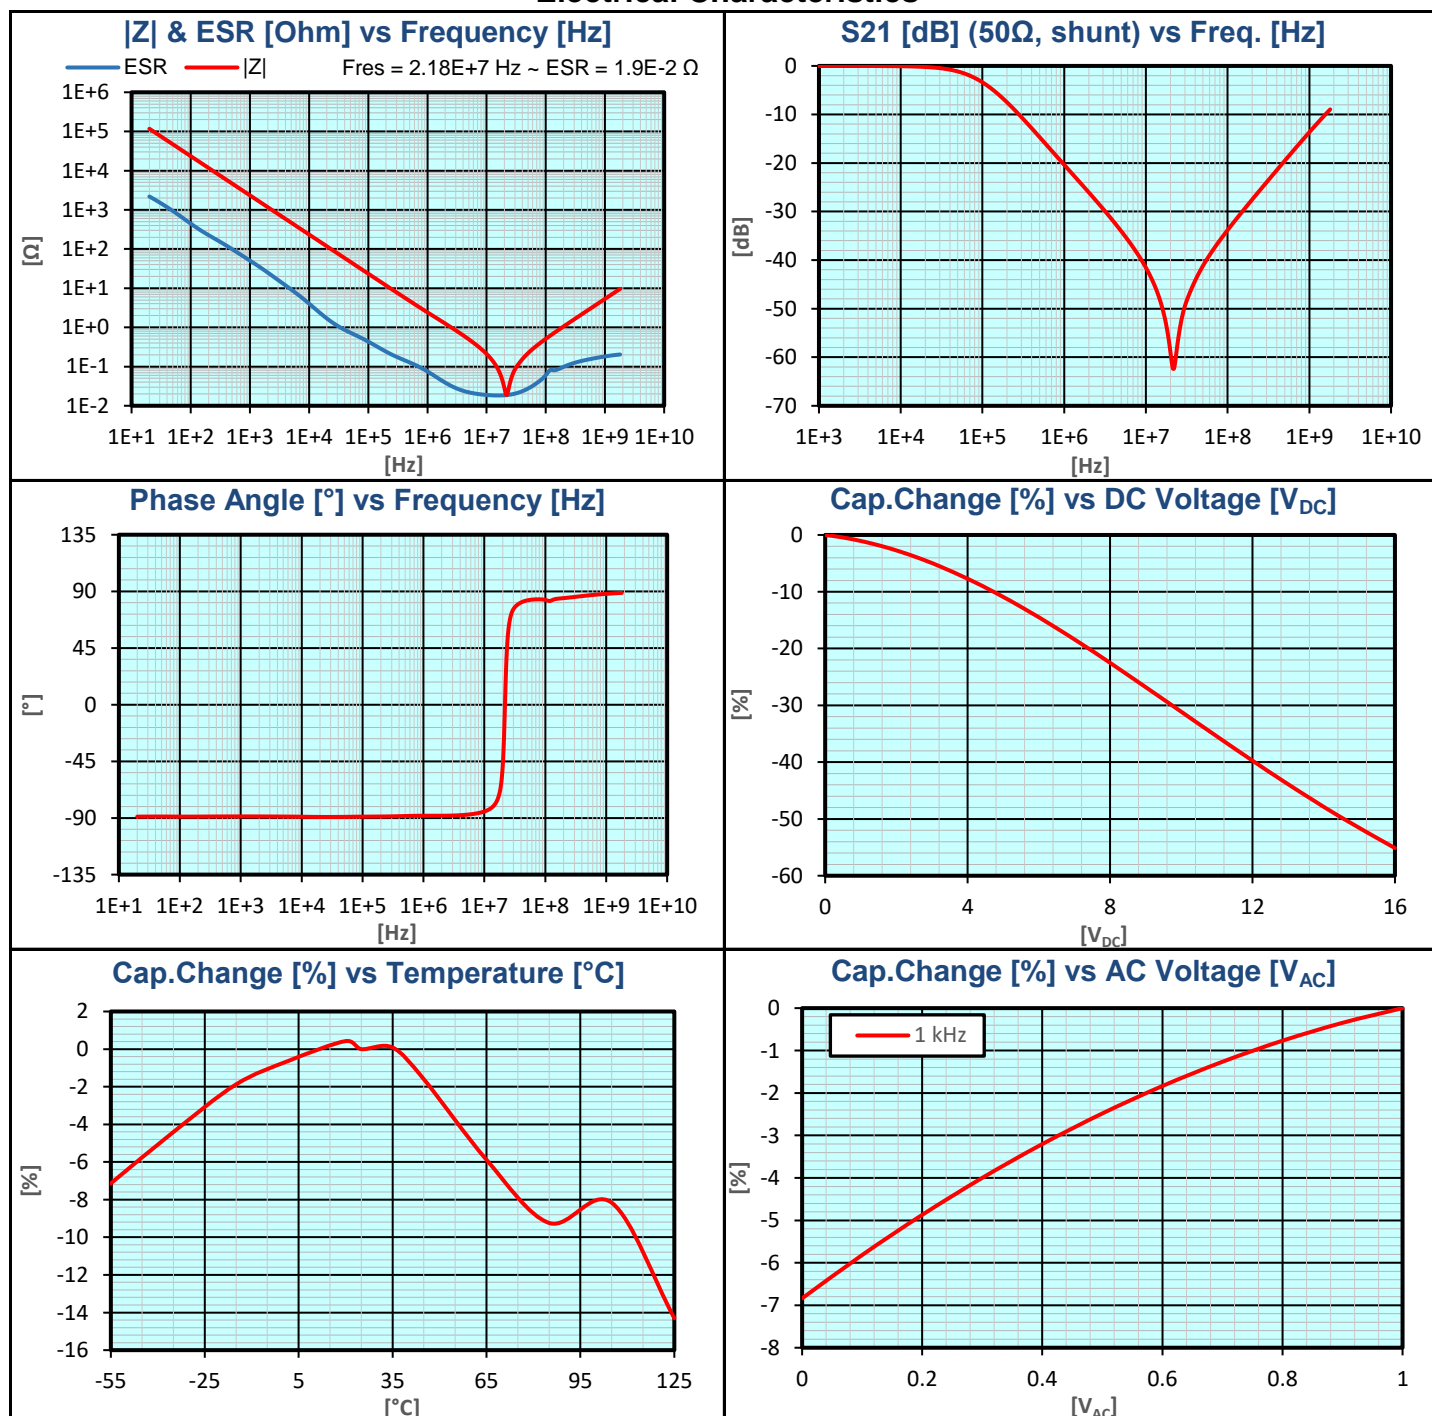 |Z| & ESR [Ohm] vs Frequency [Hz]
ESR |Z| Fres = 2.18E+7 Hz ~ ESR = 1.9E-2 Ω
1E+6
1E+5
1E+4
1E+3
1E+2
1E+1
1E+0
1E-1
1E-2
[Ω]
1E+1 1E+2 1E+3 1E+4 1E+5 1E+6 1E+7 1E+8 1E+9 1E+10
[Hz]
S21 [dB] (50Ω, shunt) vs Freq. [Hz]
0
-10
-20
-30
-40
-50
-60
-70
[dB]
1E+3 1E+4 1E+5 1E+6 1E+7 1E+8 1E+9 1E+10
[Hz]
Phase Angle [°] vs Frequency [Hz]
135
90
45
0
-45
-90
-135
[°]
1E+1 1E+2 1E+3 1E+4 1E+5 1E+6 1E+7 1E+8 1E+9 1E+10
[Hz]
Cap.Change [%] vs DC Voltage [VDC]
0
-10
-20
-30
-40
-50
-60
[%]
0 4 8 12 16
[VDC]
Cap.Change [%] vs Temperature [°C]
2
0
-2
-4
-6
-8
-10
-12
-14
-16
[%]
-55 -25 5 35 65 95 125
[°C]
Cap.Change [%] vs AC Voltage [VAC]
1 kHz
0
-1
-2
-3
-4
-5
-6
-7
-8
[%]
0 0.2 0.4 0.6 0.8 1
[VAC]